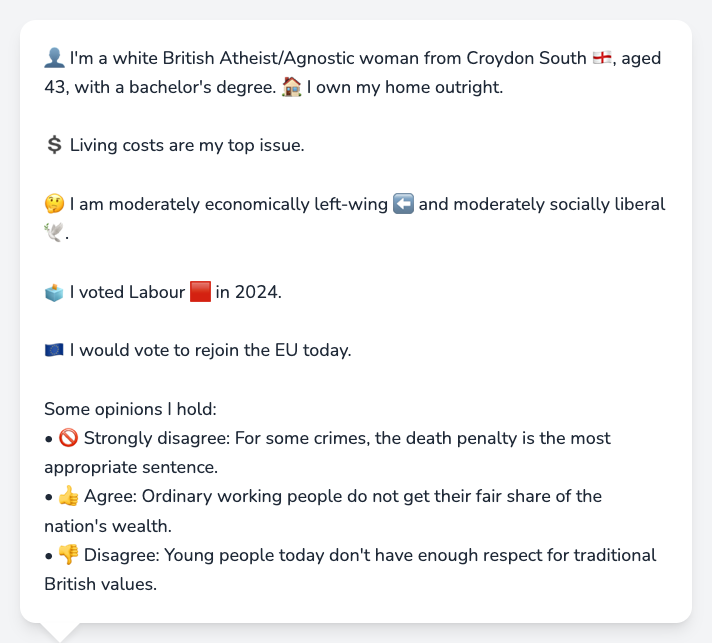 👤 I'm a white British Atheist/Agnostic woman from Croydon South 🏴󠁧󠁢󠁥󠁮󠁧󠁿, aged
43, with a bachelor's degree. 🏠 I own my home outright.
💲 Living costs are my top issue.
🤔 I am moderately economically left-wing ⬅️ and moderately socially liberal
🕊️.
🗳️ I voted Labour 🟥 in 2024.
🇪🇺 I would vote to rejoin the EU today.
Some opinions I hold:
• 🚫 Strongly disagree: For some crimes, the death penalty is the most
appropriate sentence.
• 👍 Agree: Ordinary working people do not get their fair share of the
nation's wealth.
• 👎 Disagree: Young people today don't have enough respect for traditional
British values.